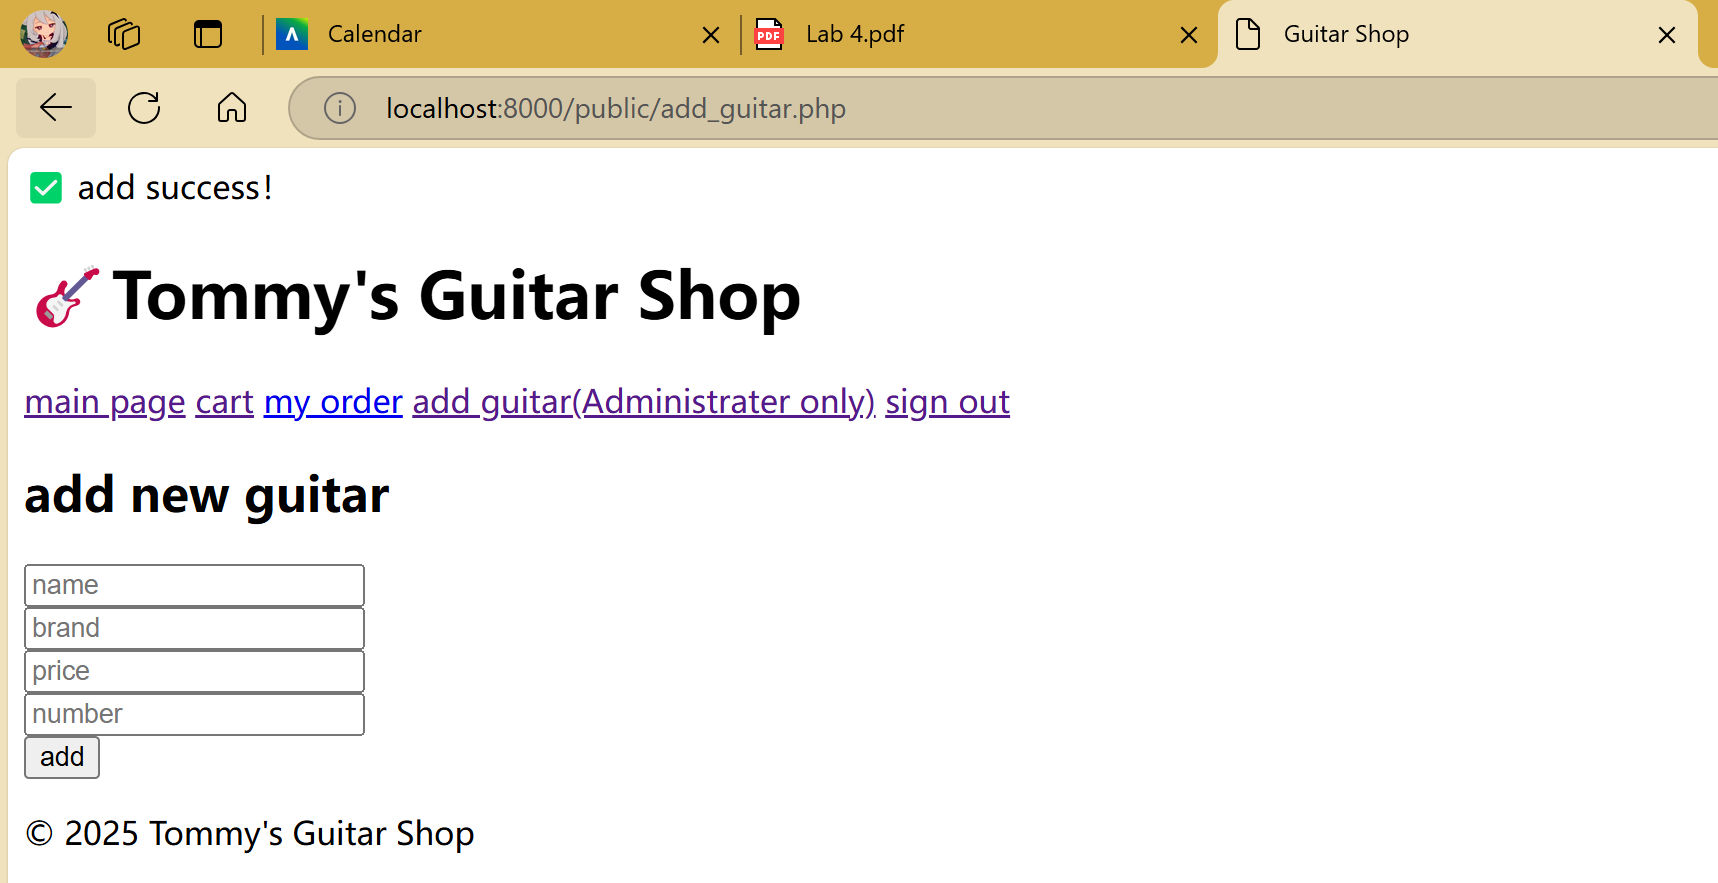 Calendar
Lab 4.pdf
Guitar Shop
localhost:8000/public/add_guitar.php
✅ add success!
🎸 Tommy's Guitar Shop
main page cart my order add guitar(Administrater only) sign out
add new guitar
name
brand
price
number
add
© 2025 Tommy's Guitar Shop